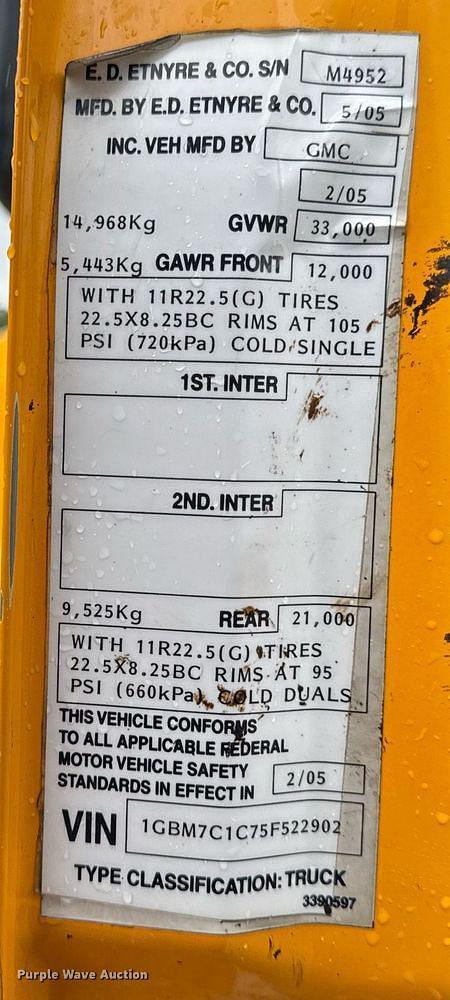 E. D. ETNYRE & CO. S/N M4952
MFD. BY E.D. ETNYRE & CO. 5/05
INC. VEH MFD BY GMC
2/05
14,968Kg GVWR 33,000
5,443Kg GAWR FRONT 12,000
WITH 11R22.5(G) TIRES
22.5X8.25BC RIMS AT 105
PSI (720kPa) COLD/SINGLE
1ST. INTER
2ND. INTER
9,525Kg REAR 21,000
WITH 11R22.5(G) TIRES
22.5X8.25BC RIMS AT 95
PSI (660kPa) COLD DUALS
THIS VEHICLE CONFORMS
TO ALL APPLICABLE FEDERAL
MOTOR VEHICLE SAFETY
STANDARDS IN EFFECT IN 2/05
VIN 1GBM7C1C75F522902
TYPE CLASSIFICATION: TRUCK
3390597
Purple Wave Auction